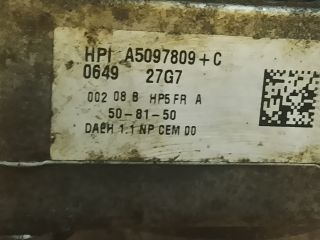 HPI A5097809+C
0649 27G7
002 08 B HP5 FR A
50-81-50
DAEH 1.1 NP CEM 00